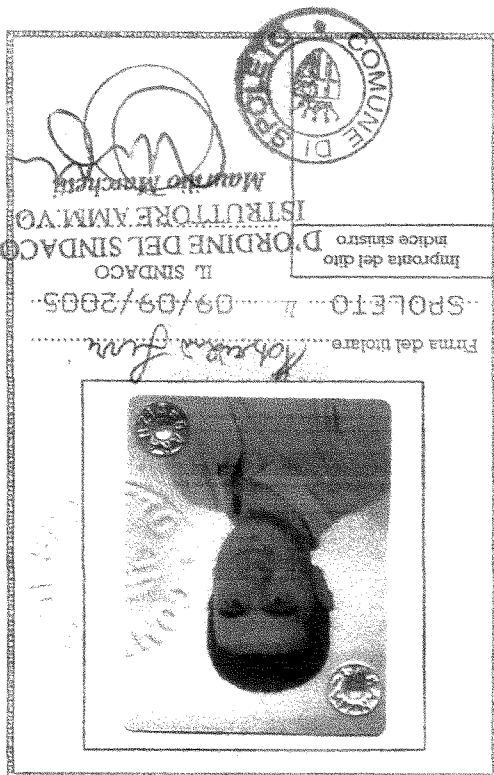 Firma del titolare
SPOLETO li 09/09/2005
IL SINDACO
Impronta del dito
indice sinistro
D'ORDINE DEL SINDACO
ISTRUTTORE AMM.VO
Maurilio Marchetti
COMUNE DI SPOLETO